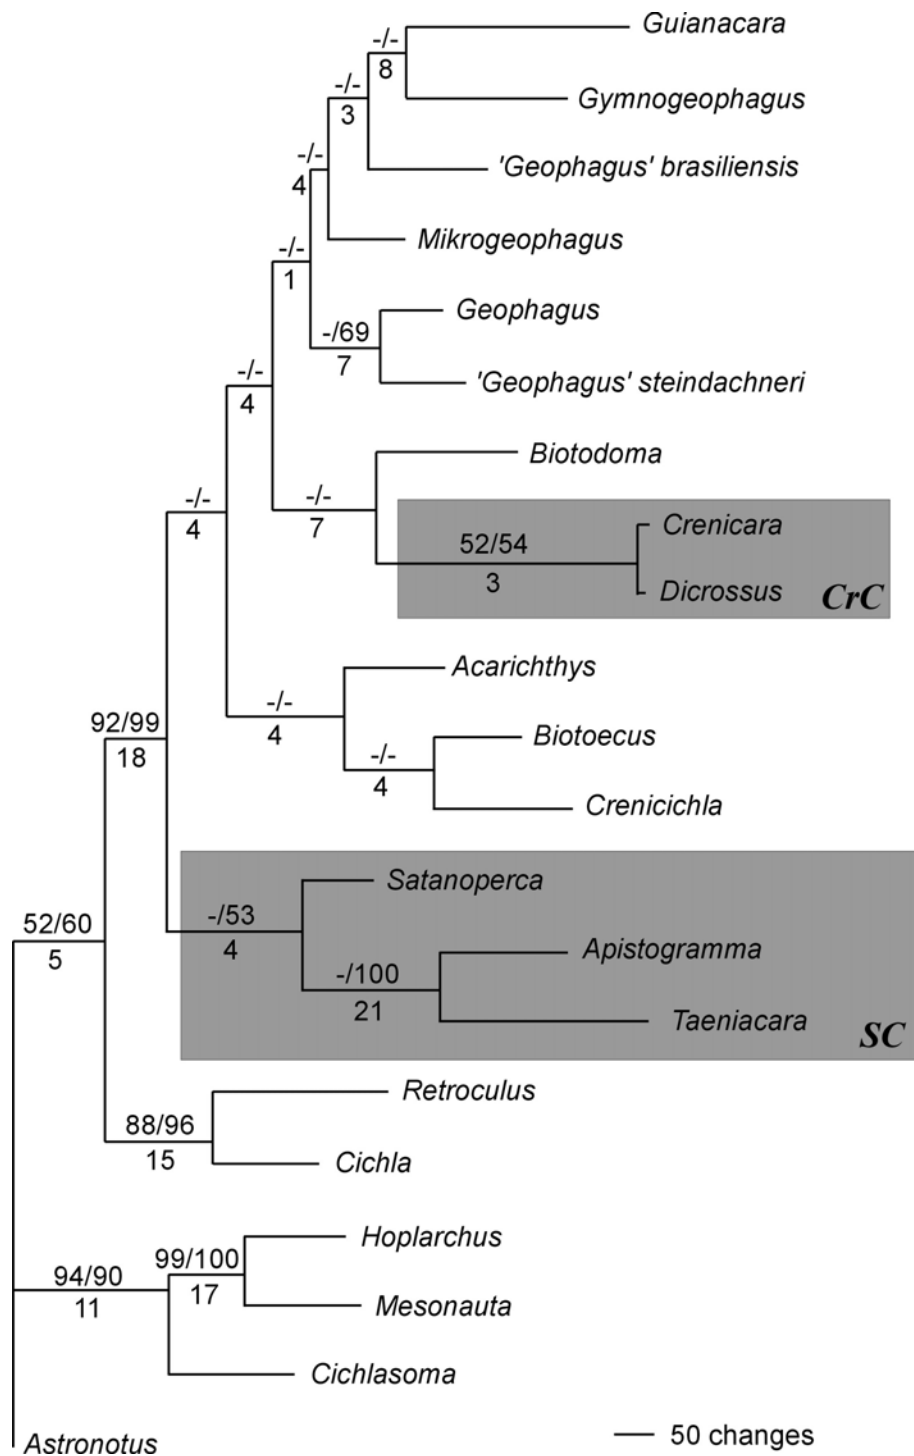 Guianacara
-/-
8
Gymnogeophagus
-/-
3
'Geophagus' brasiliensis
-/-
4
Mikrogeophagus
-/-
1
Geophagus
-/69
7
'Geophagus' steindachneri
-/-
4
Biotodoma
-/-
7
-/-
4
Crenicara
52/54
3
Dicrossus
CrC
Acarichthys
-/-
4
92/99
18
Biotoecus
-/-
4
Crenicichla
Satanoperca
-/53
4
52/60
5
Apistogramma
-/100
21
Taeniacara
SC
Retroculus
88/96
15
Cichla
Hoplarchus
99/100
17
94/90
11
Mesonauta
Cichlasoma
Astronotus
50 changes